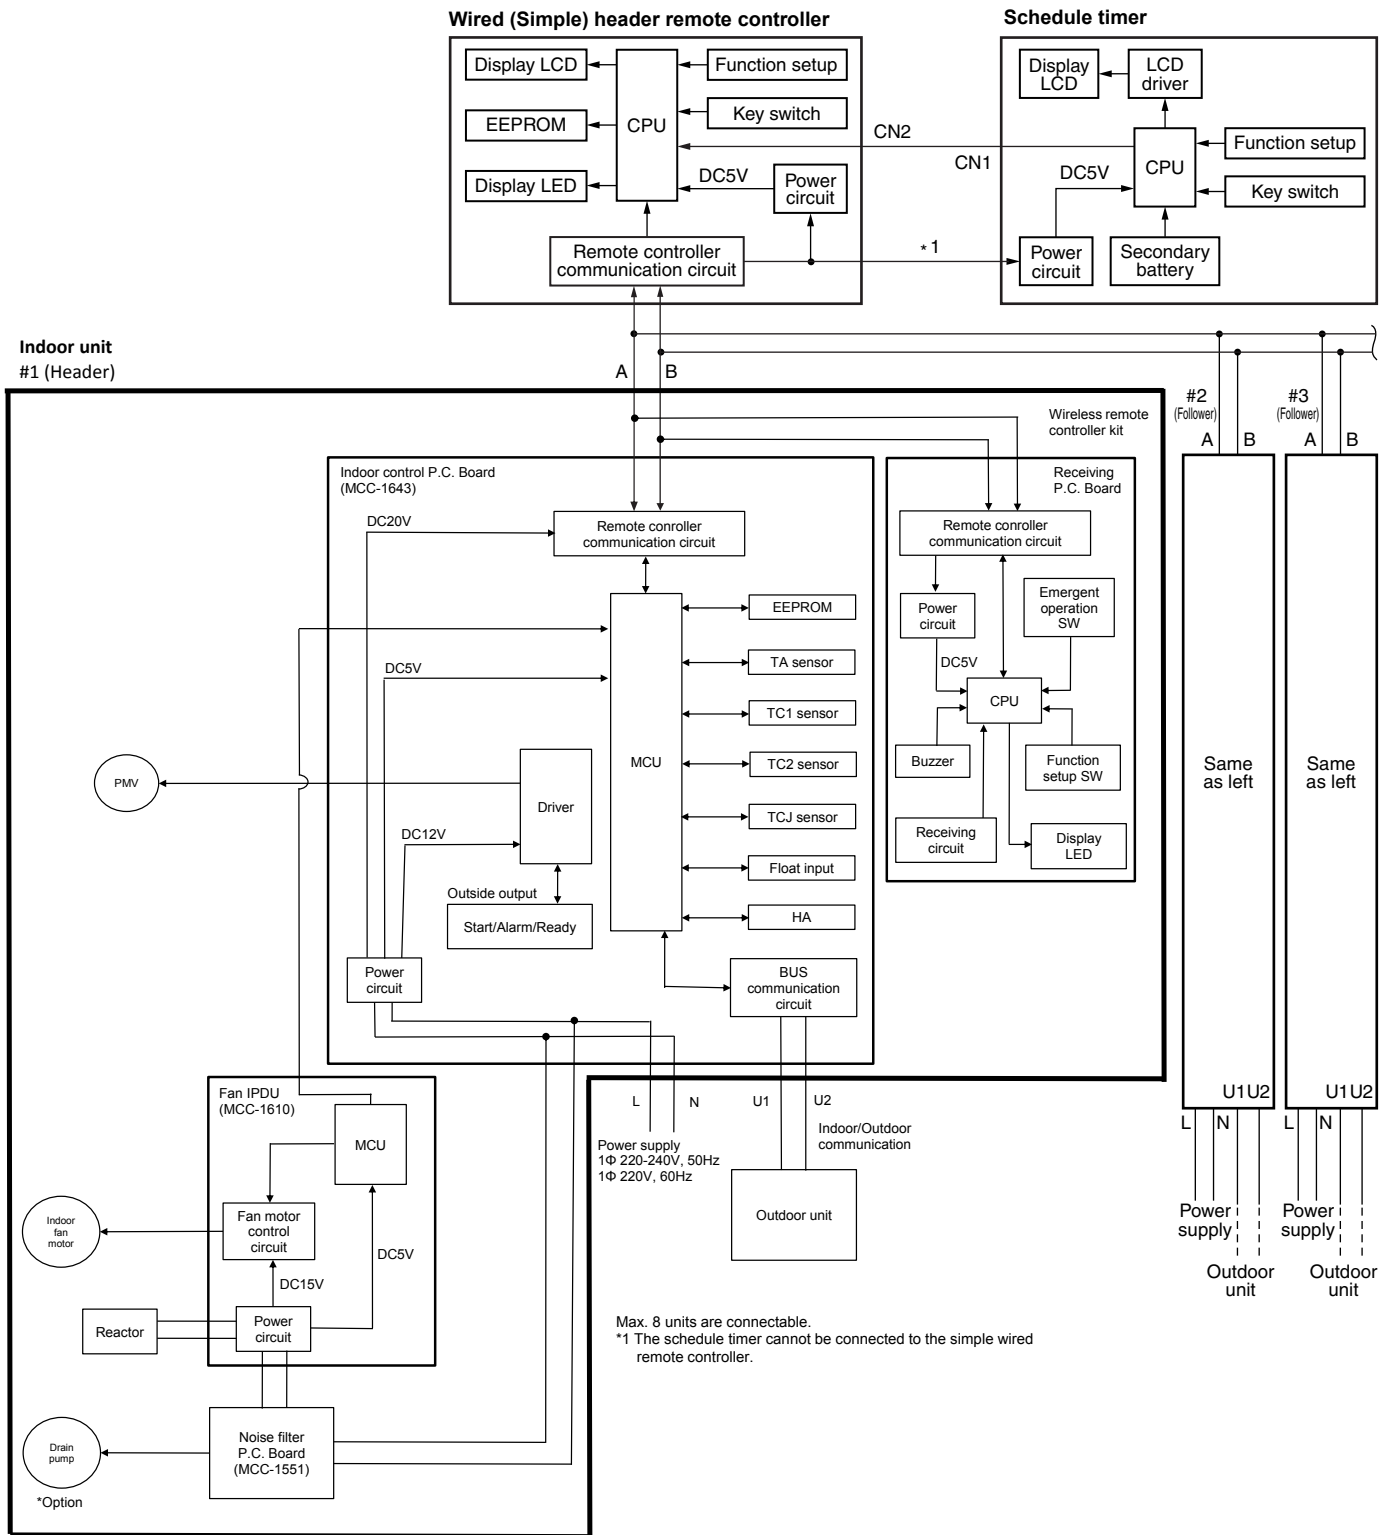 Wired (Simple) header remote controller
Display LCD
EEPROM
Display LED
CPU
Function setup
Key switch
DC5V
Power
circuit
Remote controller
communication circuit
CN2
CN1
*1
Schedule timer
Display
LCD
LCD
driver
CPU
Function setup
Key switch
DC5V
Power
circuit
Secondary
battery
Indoor unit
#1 (Header)
A
B
Wireless remote
controller kit
Indoor control P.C. Board
(MCC-1643)
DC20V
Remote conroller
communication circuit
DC5V
MCU
EEPROM
TA sensor
TC1 sensor
TC2 sensor
TCJ sensor
Float input
HA
PMV
Driver
DC12V
Outside output
Start/Alarm/Ready
Power
circuit
BUS
communication
circuit
Receiving
P.C. Board
Remote conroller
communication circuit
Power
circuit
Emergent
operation
SW
DC5V
CPU
Buzzer
Function
setup SW
Receiving
circuit
Display
LED
#2
(Follower)
A
B
Same
as left
U1U2
L
N
Power
supply
Outdoor
unit
#3
(Follower)
A
B
Same
as left
U1U2
L
N
Power
supply
Outdoor
unit
Fan IPDU
(MCC-1610)
MCU
Fan motor
control
circuit
DC5V
DC15V
Power
circuit
Indoor
fan
motor
Reactor
Noise filter
P.C. Board
(MCC-1551)
Drain
pump
*Option
L
N
Power supply
1Φ 220-240V, 50Hz
1Φ 220V, 60Hz
U1
U2
Indoor/Outdoor
communication
Outdoor unit
Max. 8 units are connectable.
*1 The schedule timer cannot be connected to the simple wired
remote controller.